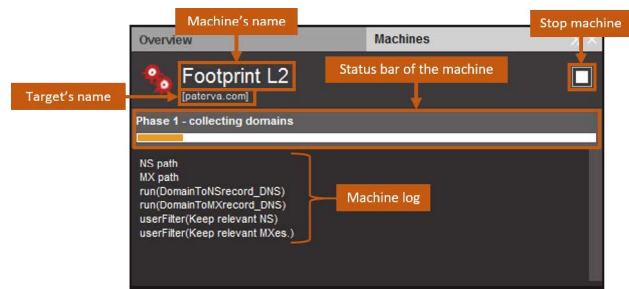 Machine's name
Stop machine
Overview
Machines
Footprint L2
Status bar of the machine
Target's name
[paterva.com]
Phase 1 - collecting domains
NS path
MX path
run(DomainToNSrecord_DNS)
run(DomainToMXrecord_DNS)
userFilter(Keep relevant NS)
userFilter(Keep relevant MXes.)
Machine log